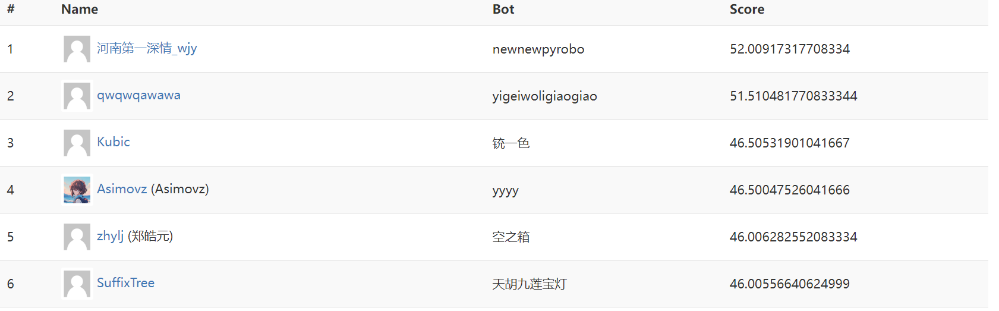 # Name Bot Score
1 河南第一深情_wjy newnewpyrobo 52.00917317708334
2 qwqwqawawa yigeiwoligiaogiao 51.510481770833344
3 Kubic 铳一色 46.50531901041667
4 Asimovz (Asimovz) yyyy 46.50047526041666
5 zhylj (郑皓元) 空之箱 46.006282552083334
6 SuffixTree 天胡九莲宝灯 46.00556640624999